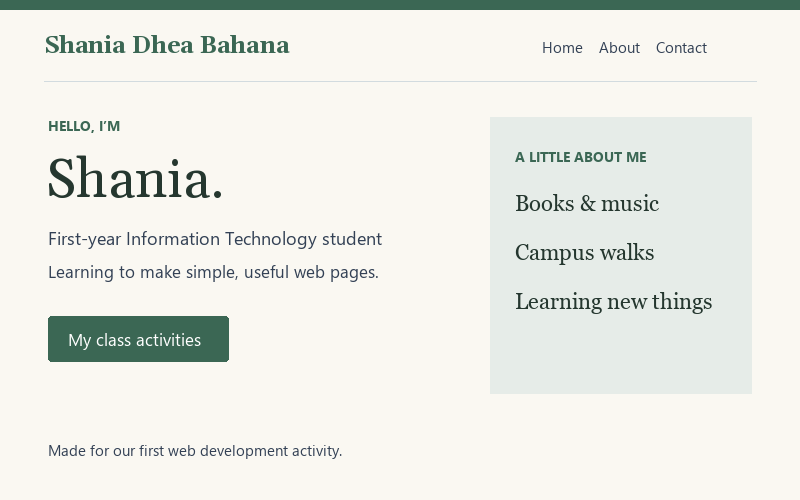 Shania Dhea Bahana
Home About Contact
HELLO, I'M
Shania.
First-year Information Technology student
Learning to make simple, useful web pages.
My class activities
A LITTLE ABOUT ME
Books & music
Campus walks
Learning new things
Made for our first web development activity.